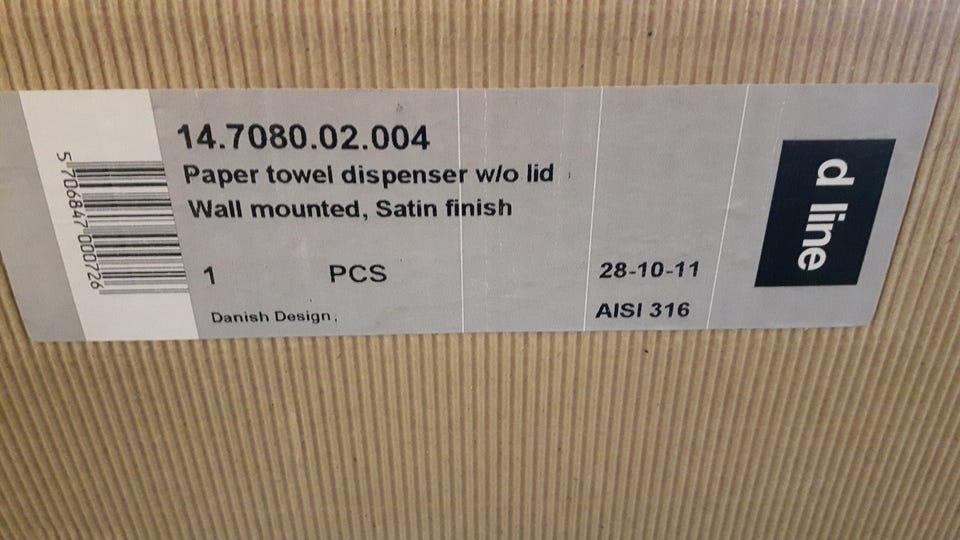 14.7080.02.004
Paper towel dispenser w/o lid
Wall mounted, Satin finish
1 PCS 28-10-11
Danish Design, AISI 316
5 706847 000726
d line